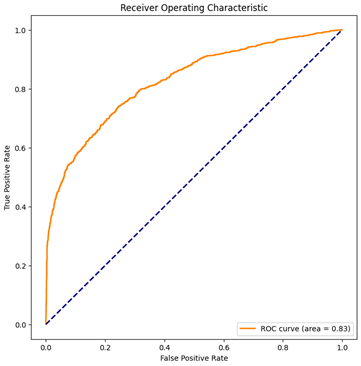 Receiver Operating Characteristic
1.0
0.8
0.6
0.4
0.2
0.0
True Positive Rate
ROC curve (area = 0.83)
0.0 0.2 0.4 0.6 0.8 1.0
False Positive Rate